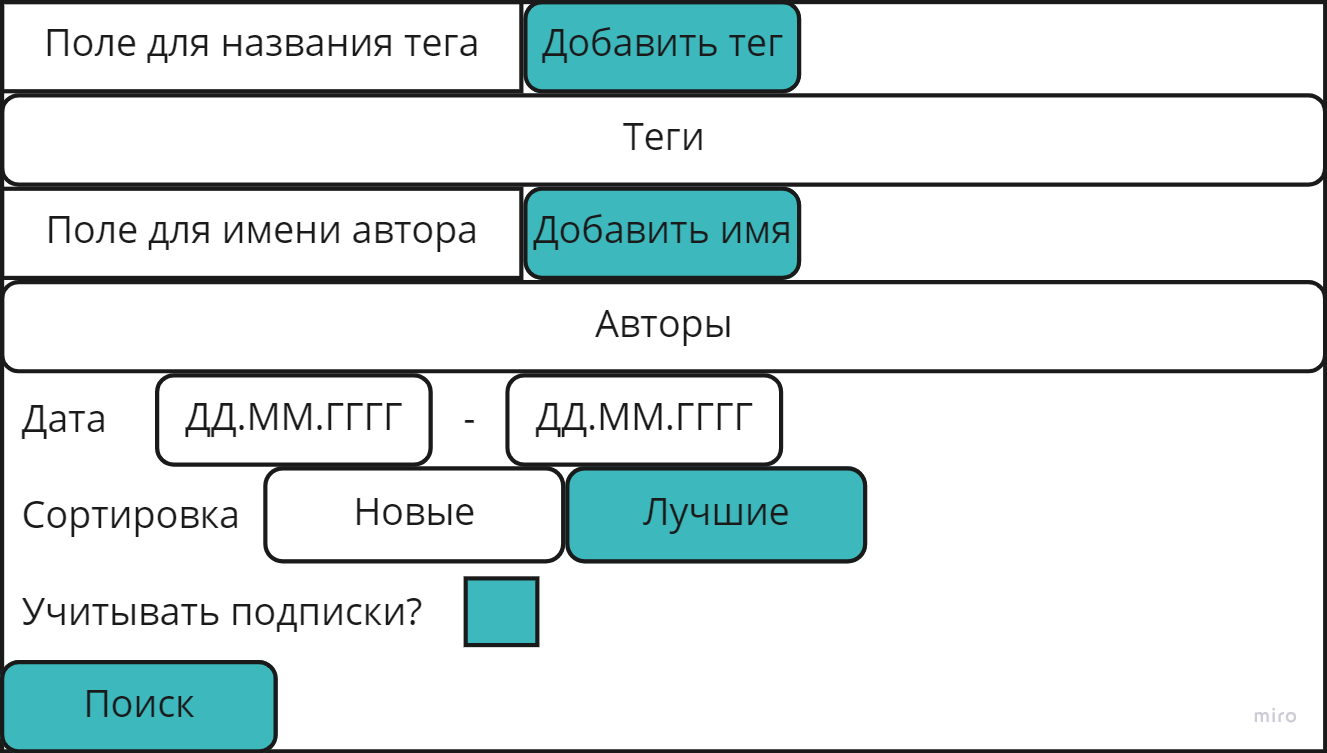 Поле для названия тега
Добавить тег
Теги
Поле для имени автора
Добавить имя
Авторы
Дата ДД.ММ.ГГГГ - ДД.ММ.ГГГГ
Сортировка Новые Лучшие
Учитывать подписки?
Поиск
miro